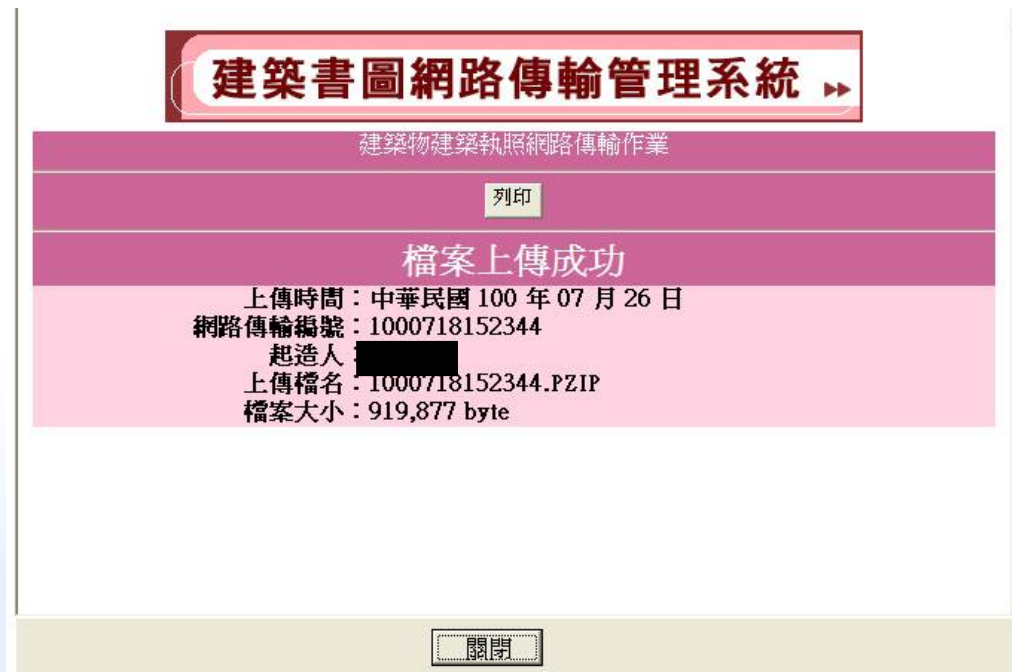 建築書圖網路傳輸管理系統
建築物建築執照網路傳輸作業
列印
檔案上傳成功
上傳時間：中華民國 100 年 07 月 26 日
網路傳輸編號：1000718152344
起造人：
上傳檔名：1000718152344.PZIP
檔案大小：919,877 byte
關閉